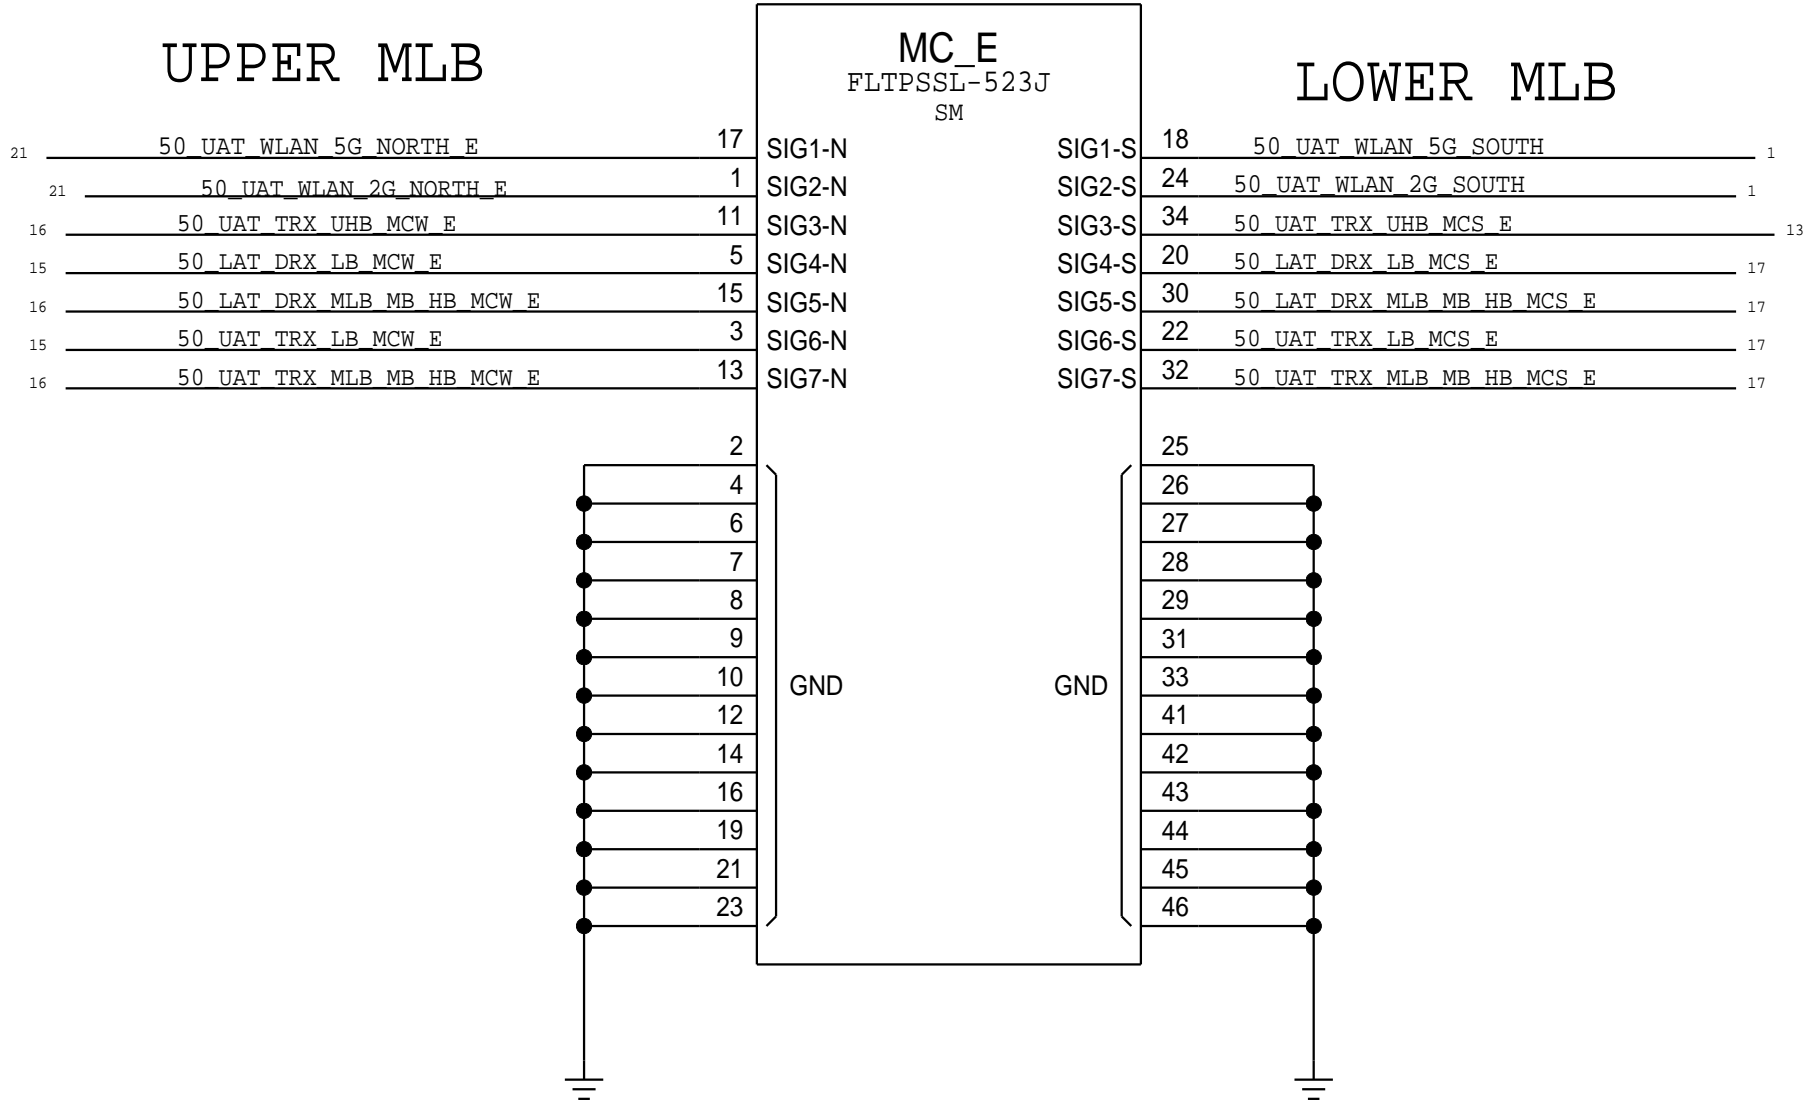 UPPER MLB
MC_E
FLTPSSL-523J
SM
LOWER MLB
21 50_UAT_WLAN_5G_NORTH_E 17 SIG1-N SIG1-S 18 50_UAT_WLAN_5G_SOUTH 1
21 50_UAT_WLAN_2G_NORTH_E 1 SIG2-N SIG2-S 24 50_UAT_WLAN_2G_SOUTH 1
16 50_UAT_TRX_UHB_MCW_E 11 SIG3-N SIG3-S 34 50_UAT_TRX_UHB_MCS_E 13
15 50_LAT_DRX_LB_MCW_E 5 SIG4-N SIG4-S 20 50_LAT_DRX_LB_MCS_E 17
16 50_LAT_DRX_MLB_MB_HB_MCW_E 15 SIG5-N SIG5-S 30 50_LAT_DRX_MLB_MB_HB_MCS_E 17
15 50_UAT_TRX_LB_MCW_E 3 SIG6-N SIG6-S 22 50_UAT_TRX_LB_MCS_E 17
16 50_UAT_TRX_MLB_MB_HB_MCW_E 13 SIG7-N SIG7-S 32 50_UAT_TRX_MLB_MB_HB_MCS_E 17
2 25
4 26
6 27
7 28
8 29
9 31
10 GND GND 33
12 41
14 42
16 43
19 44
21 45
23 46